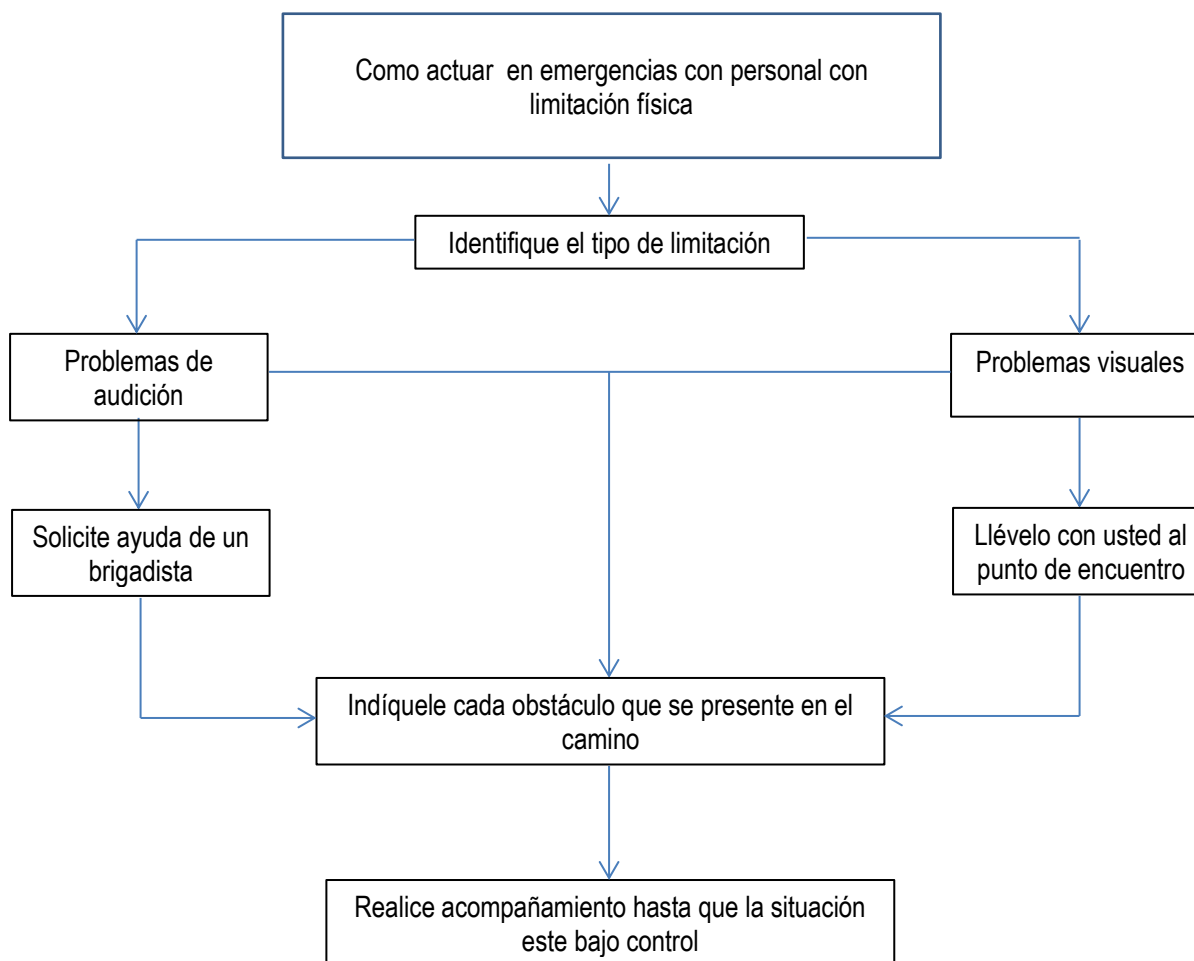 Como actuar  en emergencias con personal con
limitación física
Identifique el tipo de limitación
Problemas de
audición
Problemas visuales
Solicite ayuda de un
brigadista
Llévelo con usted al
punto de encuentro
Indíquele cada obstáculo que se presente en el
camino
Realice acompañamiento hasta que la situación
este bajo control